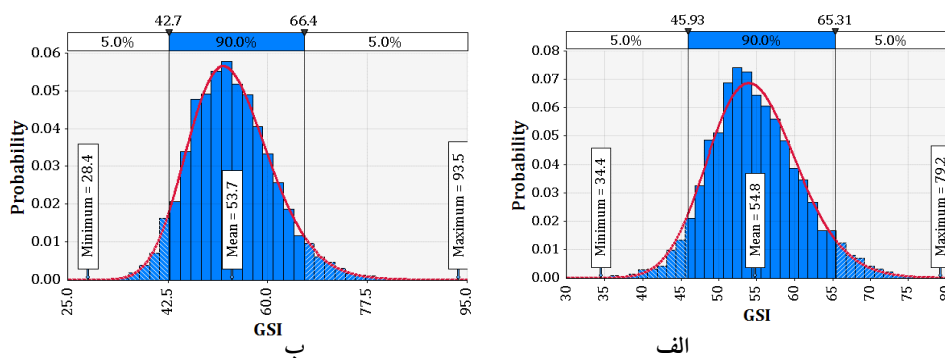 42.7 66.4
5.0% 90.0% 5.0%
0.06
0.05
0.04
0.03
0.02
0.01
0.00
Probability
Minimum = 28.4
Mean = 53.7
Maximum = 93.5
25.0 42.5 60.0 77.5 95.0
GSI
ب
45.93 65.31
5.0% 90.0% 5.0%
0.08
0.07
0.06
0.05
0.04
0.03
0.02
0.01
0.00
Probability
Minimum = 34.4
Mean = 54.8
Maximum = 79.2
30 35 40 45 50 55 60 65 70 75
GSI
الف